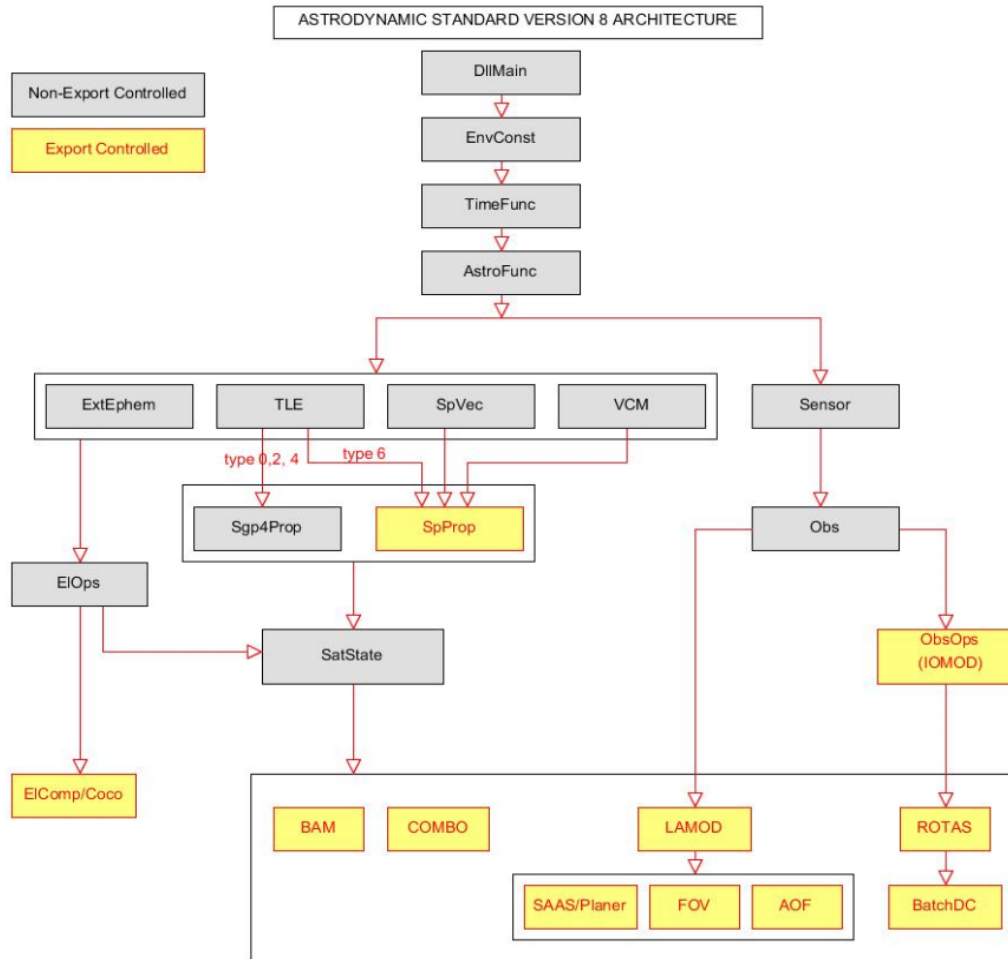 ASTRODYNAMIC STANDARD VERSION 8 ARCHITECTURE
DllMain
Non-Export Controlled
Export Controlled
EnvConst
TimeFunc
AstroFunc
ExtEphem
TLE
SpVec
VCM
Sensor
type 0,2, 4
type 6
Sgp4Prop
SpProp
Obs
ElOps
SatState
ObsOps
(IOMOD)
ElComp/Coco
BAM
COMBO
LAMOD
ROTAS
SAAS/Planer
FOV
AOF
BatchDC